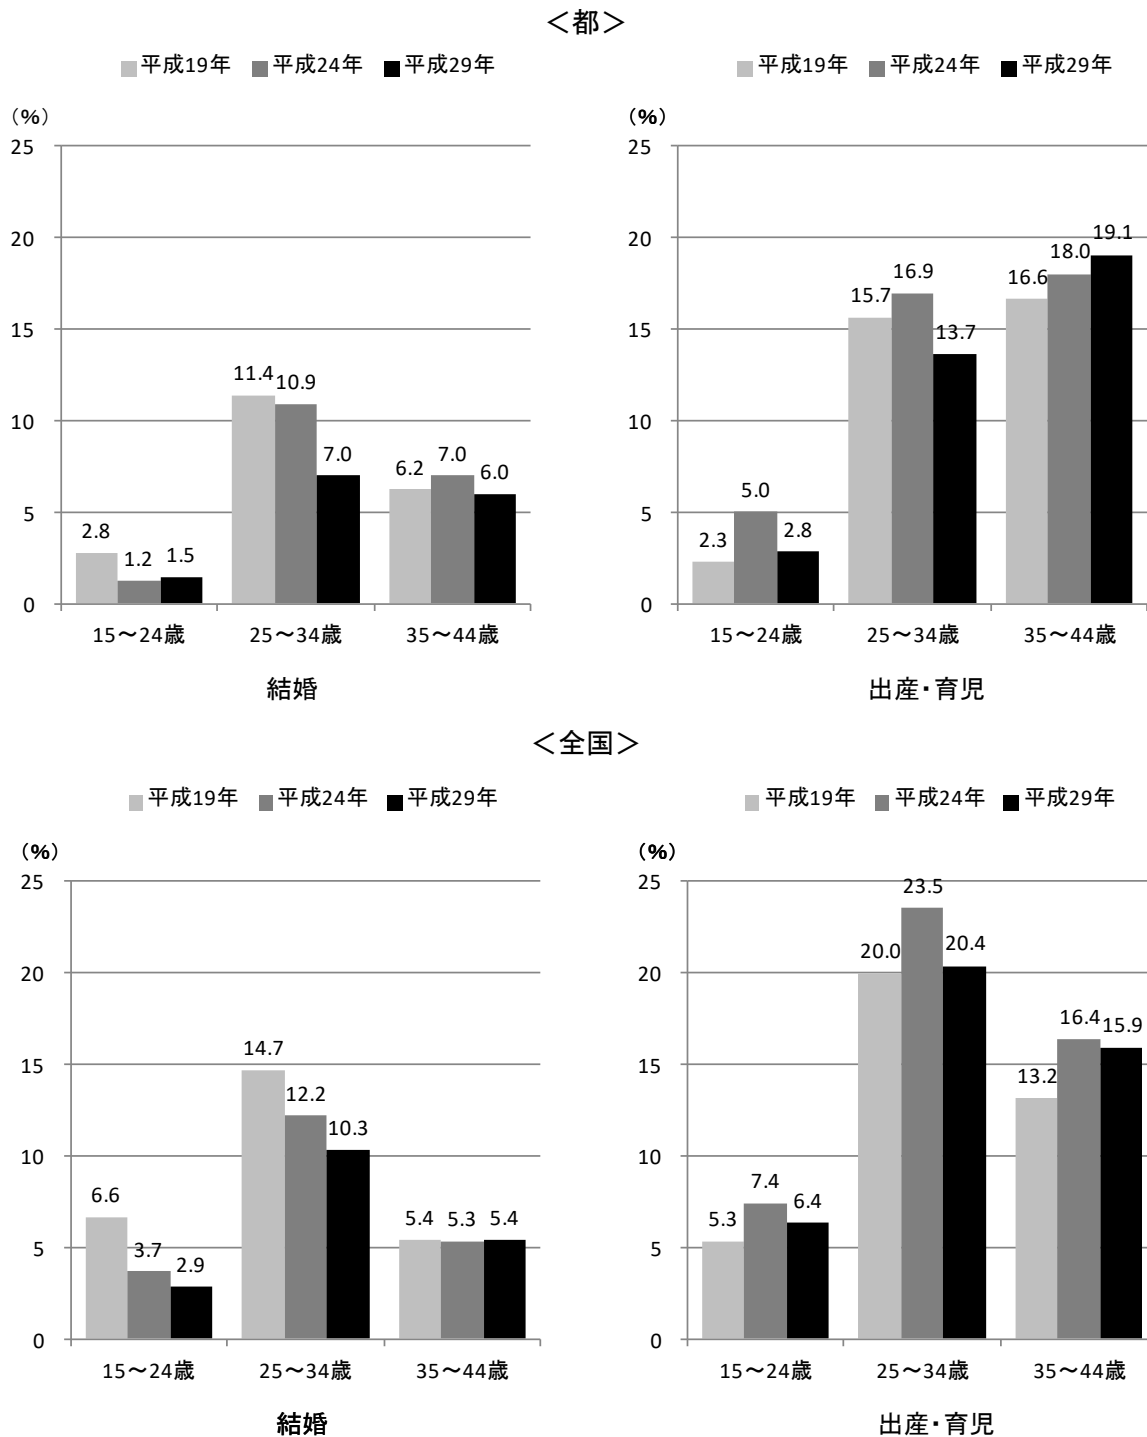 ＜都＞
平成19年 平成24年 平成29年
（%）
25
20
15
10
5
0
2.8 1.2 1.5
11.4 10.9 7.0
6.2 7.0 6.0
15～24歳 25～34歳 35～44歳
結婚
平成19年 平成24年 平成29年
（%）
25
20
15
10
5
0
2.3 5.0 2.8
15.7 16.9 13.7
16.6 18.0 19.1
15～24歳 25～34歳 35～44歳
出産・育児
＜全国＞
平成19年 平成24年 平成29年
（%）
25
20
15
10
5
0
6.6 3.7 2.9
14.7 12.2 10.3
5.4 5.3 5.4
15～24歳 25～34歳 35～44歳
結婚
平成19年 平成24年 平成29年
（%）
25
20
15
10
5
0
5.3 7.4 6.4
20.0 23.5 20.4
13.2 16.4 15.9
15～24歳 25～34歳 35～44歳
出産・育児